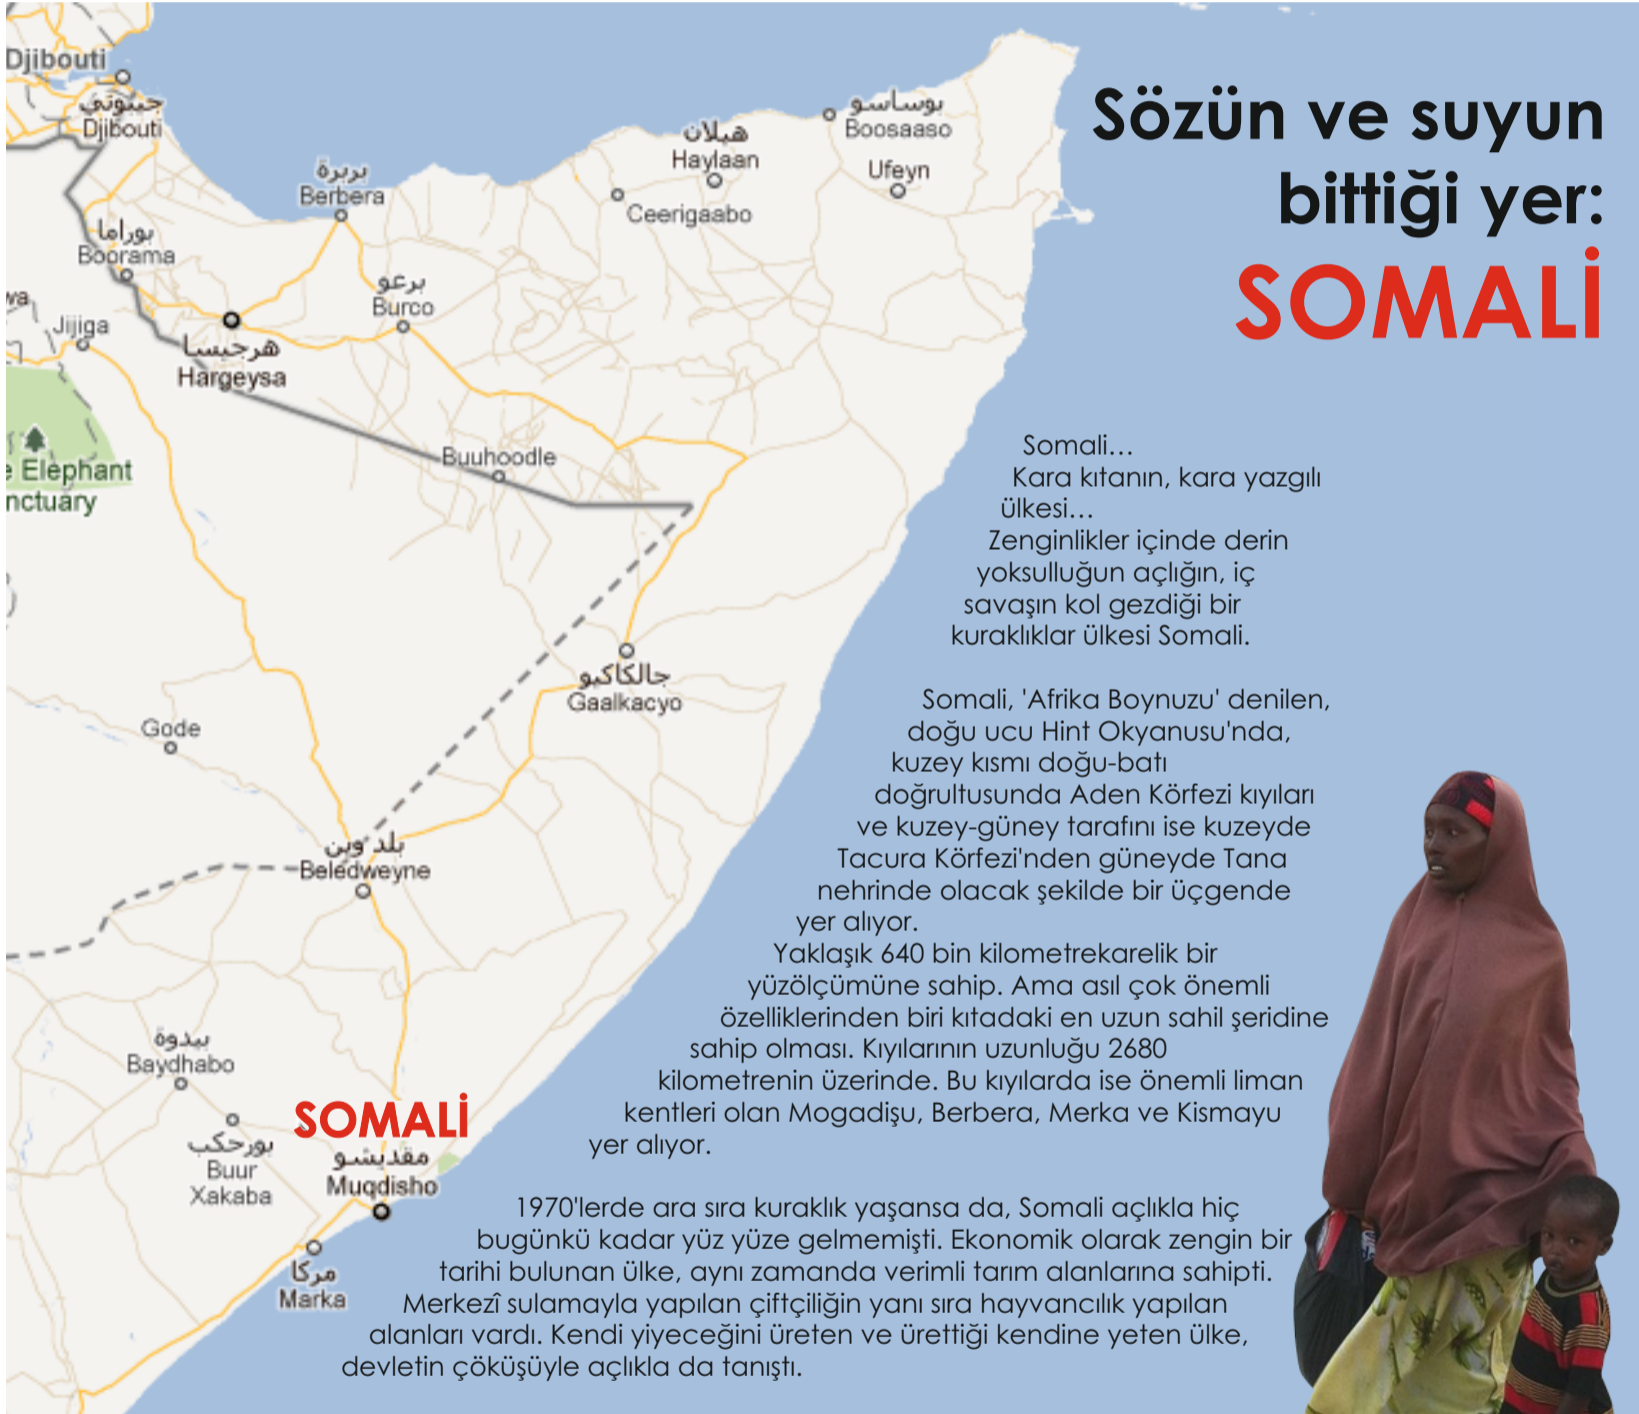 Sözün ve suyun
bittiği yer:
SOMALİ
Somali...
Kara kıtanın, kara yazgılı
ülkesi...
Zenginlikler içinde derin
yoksulluğun açlığın, iç
savaşın kol gezdiği bir
kuraklıklar ülkesi Somali.
Somali, 'Afrika Boynuzu' denilen,
doğu ucu Hint Okyanusu'nda,
kuzey kısmı doğu-batı
doğrultusunda Aden Körfezi kıyıları
ve kuzey-güney tarafını ise kuzeyde
Tacura Körfezi'nden güneyde Tana
nehrinde olacak şekilde bir üçgende
yer alıyor.
Yaklaşık 640 bin kilometrekarelik bir
yüzölçümüne sahip. Ama asıl çok önemli
özelliklerinden biri kıtadaki en uzun sahil şeridine
sahip olması. Kıyılarının uzunluğu 2680
kilometrenin üzerinde. Bu kıyılarda ise önemli liman
kentleri olan Mogadişu, Berbera, Merka ve Kismayu
yer alıyor.
1970'lerde ara sıra kuraklık yaşansa da, Somali açlıkla hiç
bugünkü kadar yüz yüze gelmemişti. Ekonomik olarak zengin bir
tarihi bulunan ülke, aynı zamanda verimli tarım alanlarına sahipti.
Merkezî sulamayla yapılan çiftçiliğin yanı sıra hayvancılık yapılan
alanları vardı. Kendi yiyeceğini üreten ve ürettiği kendine yeten ülke,
devletin çöküşüyle açlıkla da tanıştı.
Djibouti
جيبوتي
Djibouti
بربرة
Berbera
هيلان
Haylaan
بوساسو
Boosaaso
Ufeyn
Ceerigaabo
بوراما
Boorama
برعو
Burco
Jijiga
هرجيسا
Hargeysa
Buuhoodle
Elephant
nctuary
جالكاكيو
Gaalkacyo
Gode
بلد وين
Beledweyne
بيدوة
Baydhabo
SOMALİ
بورحكب
Buur
Xakaba
مقديشو
Muqdisho
مركا
Marka